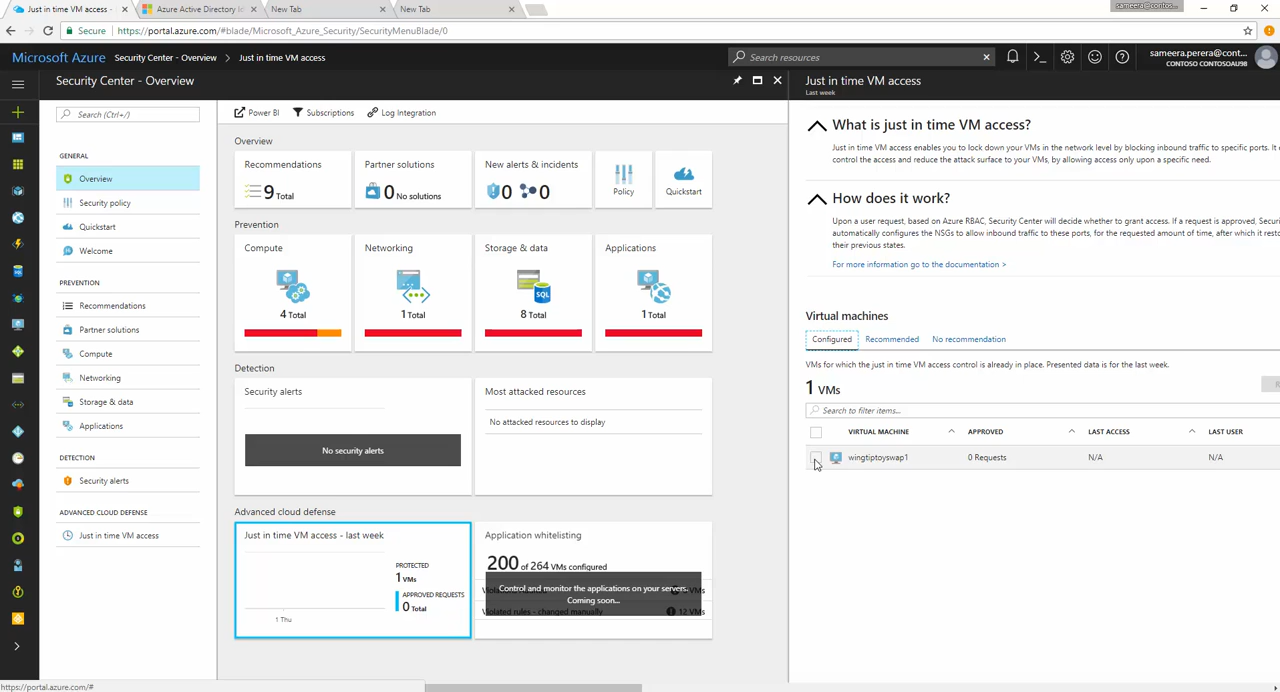 Just in time VM access -
Azure Active Directory Io
New Tab
New Tab
sameera@contos...
Secure
https://portal.azure.com/#blade/Microsoft_Azure_Security/SecurityMenuBlade/0
Microsoft Azure
Security Center - Overview > Just in time VM access
Search resources
sameera.perera@cont...
CONTOSO CONTOSOAU98
Security Center - Overview
Search (Ctrl+/)
GENERAL
Overview
Security policy
Quickstart
Welcome
PREVENTION
Recommendations
Partner solutions
Compute
Networking
Storage & data
Applications
DETECTION
Security alerts
ADVANCED CLOUD DEFENSE
Just in time VM access
Power BI
Subscriptions
Log Integration
Overview
Recommendations
9 Total
Partner solutions
0 No solutions
New alerts & incidents
0 0
Policy
Quickstart
Prevention
Compute
4 Total
Networking
1 Total
Storage & data
SQL
8 Total
Applications
1 Total
Detection
Security alerts
No security alerts
Most attacked resources
No attacked resources to display
Advanced cloud defense
Just in time VM access - last week
PROTECTED
1 VMs
APPROVED REQUESTS
0 Total
1 Thu
Application whitelisting
200 of 264 VMs configured
Control and monitor the applications on your servers.
Coming soon...
Violated rules - changed manually
12 VMs
Just in time VM access
Last week
What is just in time VM access?
Just in time VM access enables you to lock down your VMs in the network level by blocking inbound traffic to specific ports. It
control the access and reduce the attack surface to your VMs, by allowing access only upon a specific need.
How does it work?
Upon a user request, based on Azure RBAC, Security Center will decide whether to grant access. If a request is approved, Security
automatically configures the NSGs to allow inbound traffic to these ports, for the requested amount of time, after which it resto
their previous states.
For more information go to the documentation >
Virtual machines
Configured
Recommended
No recommendation
VMs for which the just in time VM access control is already in place. Presented data is for the last week.
1 VMs
Search to filter items...
VIRTUAL MACHINE
APPROVED
LAST ACCESS
LAST USER
wingtiptoyswap1
0 Requests
N/A
N/A
https://portal.azure.com/#